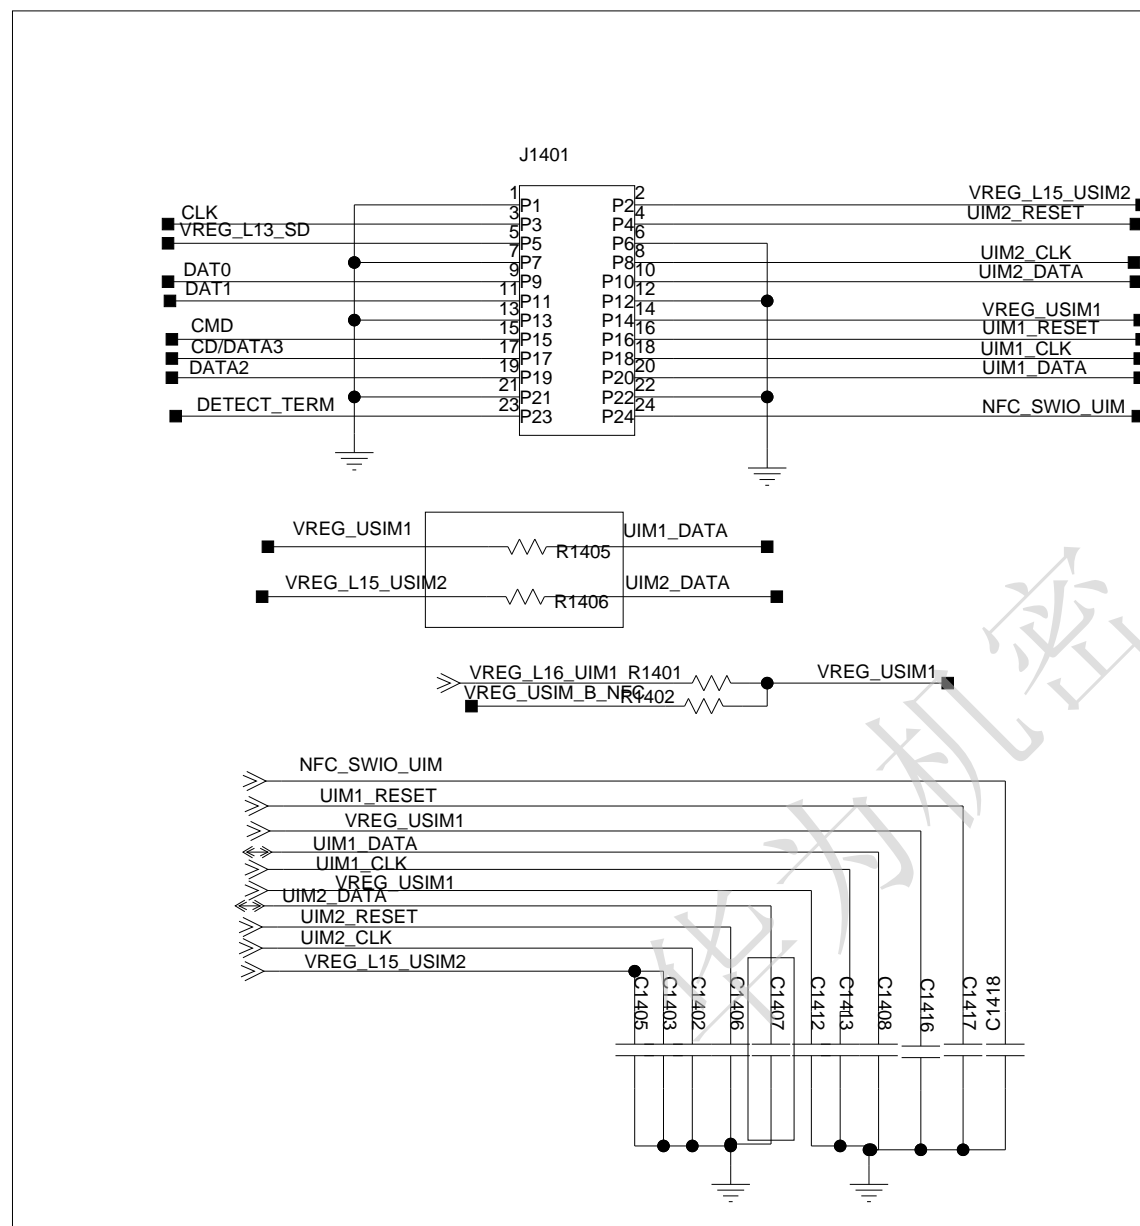 J1401
1 2
P1 P2 VREG_L15_USIM2
CLK 3 4 UIM2_RESET
P3 P4
VREG_L13_SD 5 6
P5 P6
7 8 UIM2_CLK
P7 P8
DAT0 9 10 UIM2_DATA
P9 P10
DAT1 11 12
P11 P12
13 14 VREG_USIM1
P13 P14
CMD 15 16 UIM1_RESET
P15 P16
CD/DATA3 17 18 UIM1_CLK
P17 P18
DATA2 19 20 UIM1_DATA
P19 P20
21 22
P21 P22
DETECT_TERM 23 24 NFC_SWIO_UIM
P23 P24
VREG_USIM1 R1405 UIM1_DATA
VREG_L15_USIM2 R1406 UIM2_DATA
VREG_L16_UIM1 R1401 VREG_USIM1
VREG_USIM_B_NFC R1402
NFC_SWIO_UIM
UIM1_RESET
VREG_USIM1
UIM1_DATA
UIM1_CLK
VREG_USIM1
UIM2_DATA
UIM2_RESET
UIM2_CLK
VREG_L15_USIM2
C1405
C1403
C1402
C1406
C1407
C1412
C1413
C1408
C1416
C1417
C1418
华为机密